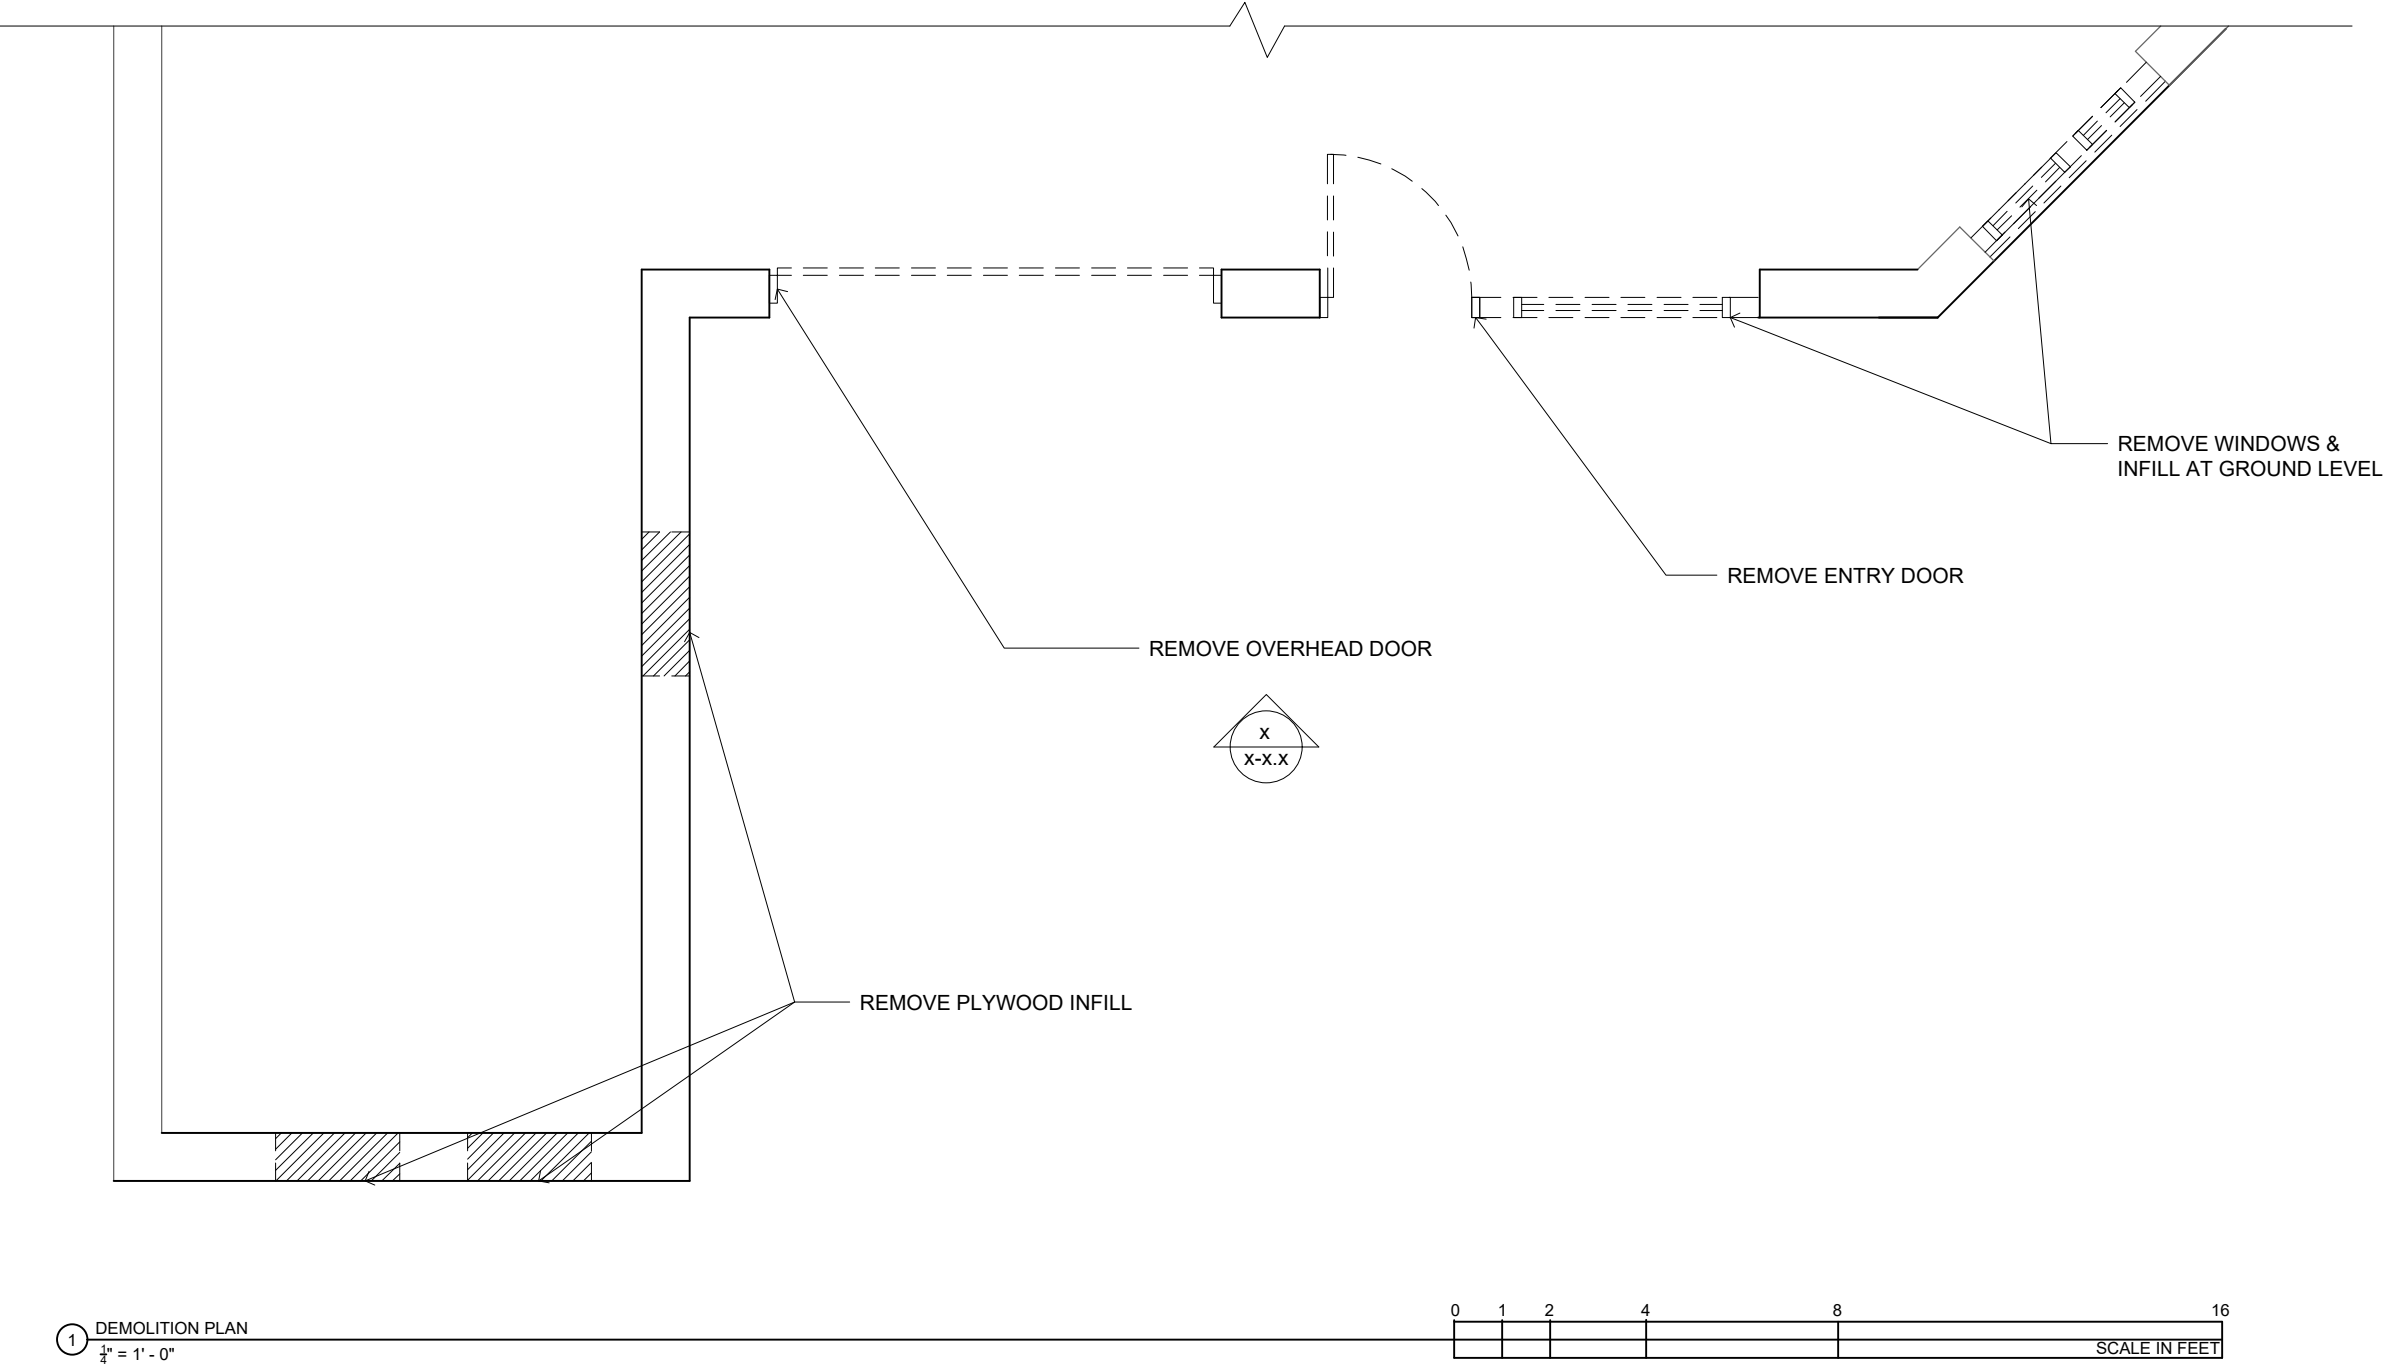 REMOVE WINDOWS &
INFILL AT GROUND LEVEL
REMOVE ENTRY DOOR
REMOVE OVERHEAD DOOR
X
X-X.X
REMOVE PLYWOOD INFILL
0 1 2 4 8 16
SCALE IN FEET
1
DEMOLITION PLAN
1/4" = 1' - 0"